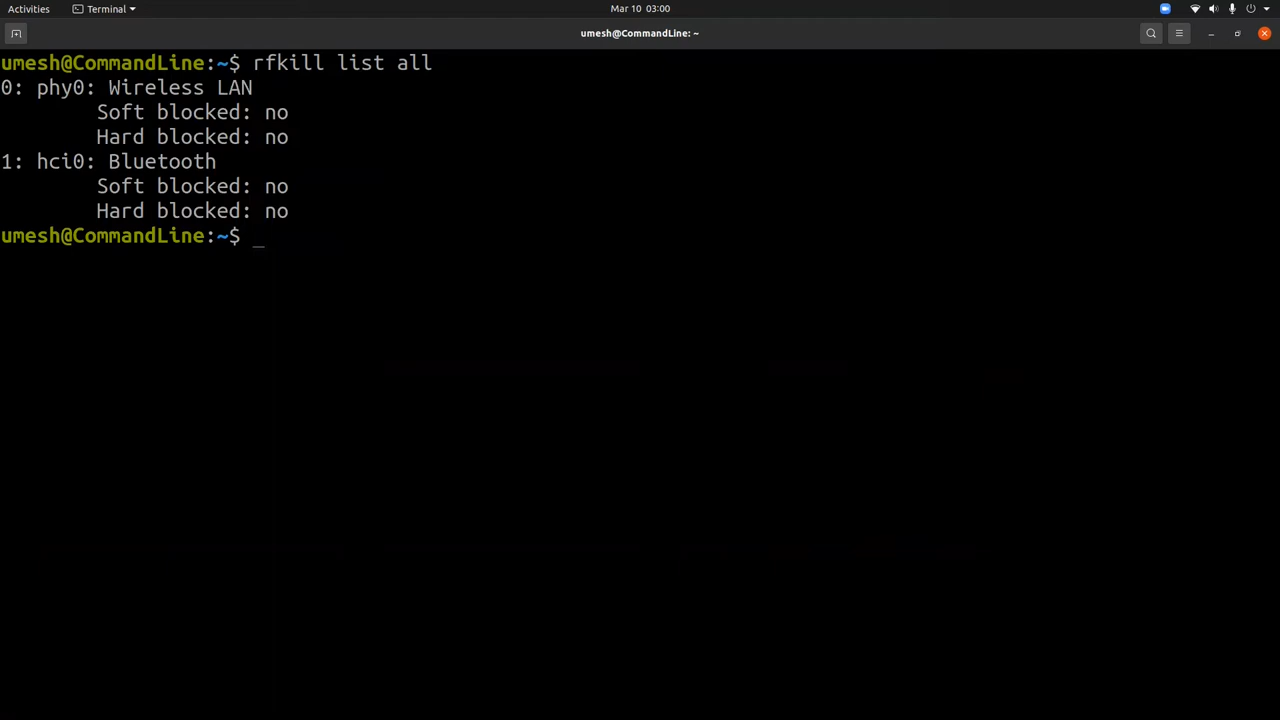 Activities
Terminal
Mar 10 03:00
umesh@CommandLine: ~
umesh@CommandLine:~$ rfkill list all
0: phy0: Wireless LAN
Soft blocked: no
Hard blocked: no
1: hci0: Bluetooth
Soft blocked: no
Hard blocked: no
umesh@CommandLine:~$ _